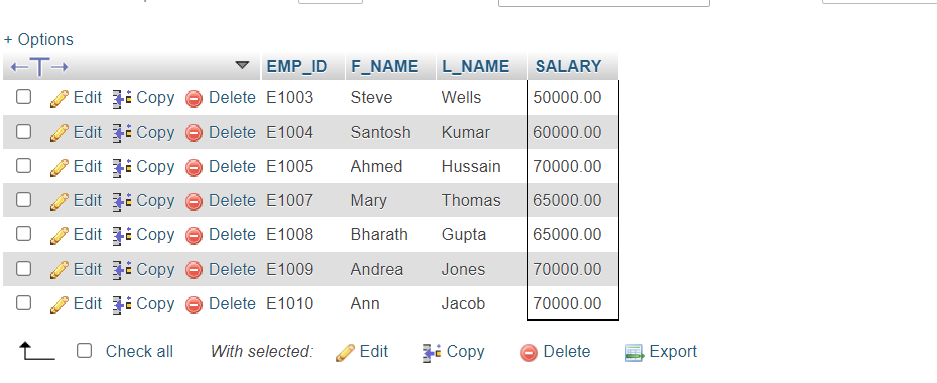 + Options
EMP_ID F_NAME L_NAME SALARY
Edit Copy Delete E1003 Steve Wells 50000.00
Edit Copy Delete E1004 Santosh Kumar 60000.00
Edit Copy Delete E1005 Ahmed Hussain 70000.00
Edit Copy Delete E1007 Mary Thomas 65000.00
Edit Copy Delete E1008 Bharath Gupta 65000.00
Edit Copy Delete E1009 Andrea Jones 70000.00
Edit Copy Delete E1010 Ann Jacob 70000.00
Check all With selected: Edit Copy Delete Export